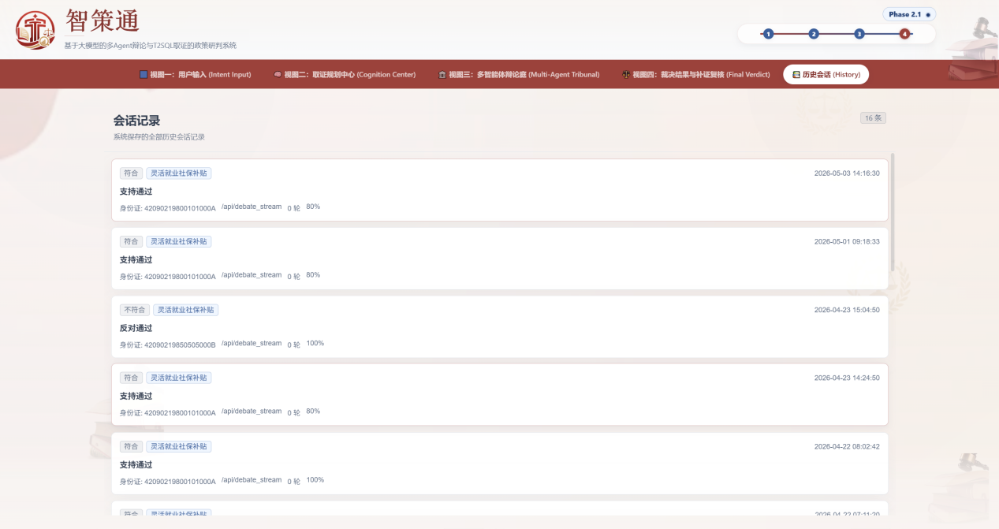 智策通
基于大模型的多Agent辩论与T2SQL取证的政策研判系统
Phase 2.1
1 2 3 4
视图一：用户输入 (Intent Input)
视图二：取证规划中心 (Cognition Center)
视图三：多智能体辩论庭 (Multi-Agent Tribunal)
视图四：裁决结果与补证复核 (Final Verdict)
历史会话 (History)
会话记录
16 条
系统保存的全部历史会话记录
符合 灵活就业社保补贴 2026-05-03 14:16:30
支持通过
身份证: 42090219800101000A /api/debate_stream 0 轮 80%
符合 灵活就业社保补贴 2026-05-01 09:18:33
支持通过
身份证: 42090219800101000A /api/debate_stream 0 轮 80%
不符合 灵活就业社保补贴 2026-04-23 15:04:50
反对通过
身份证: 42090219850505000B /api/debate_stream 0 轮 100%
符合 灵活就业社保补贴 2026-04-23 14:24:50
支持通过
身份证: 42090219800101000A /api/debate_stream 0 轮 80%
符合 灵活就业社保补贴 2026-04-22 08:02:42
支持通过
身份证: 42090219800101000A /api/debate_stream 0 轮 100%
符合 灵活就业社保补贴 2026-04-22 07:11:20